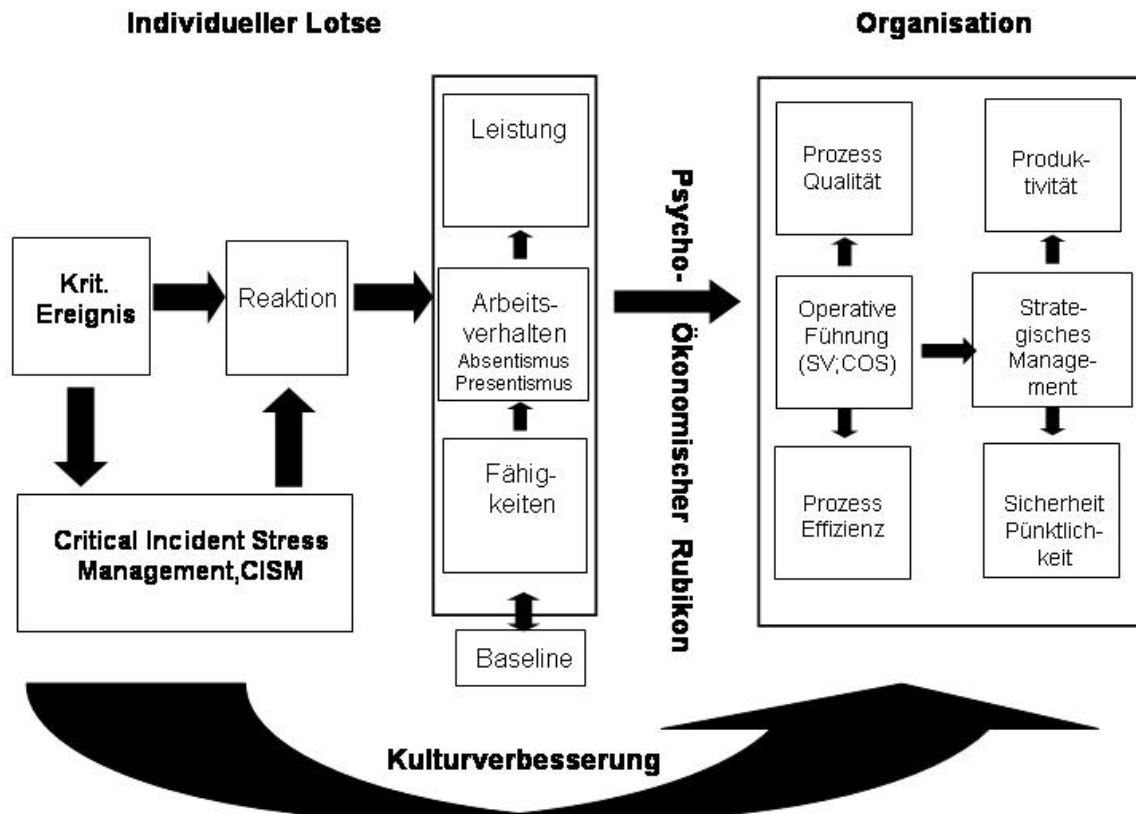 Individueller Lotse
Organisation
Krit.
Ereignis
Reaktion
Critical Incident Stress
Management,CISM
Leistung
Arbeits-
verhalten
Absentismus
Presentismus
Fähig-
keiten
Baseline
Psycho- Ökonomischer Rubikon
Prozess
Qualität
Produk-
tivität
Operative
Führung
(SV;COS)
Strate-
gisches
Manage-
ment
Prozess
Effizienz
Sicherheit
Pünktlich-
keit
Kulturverbesserung